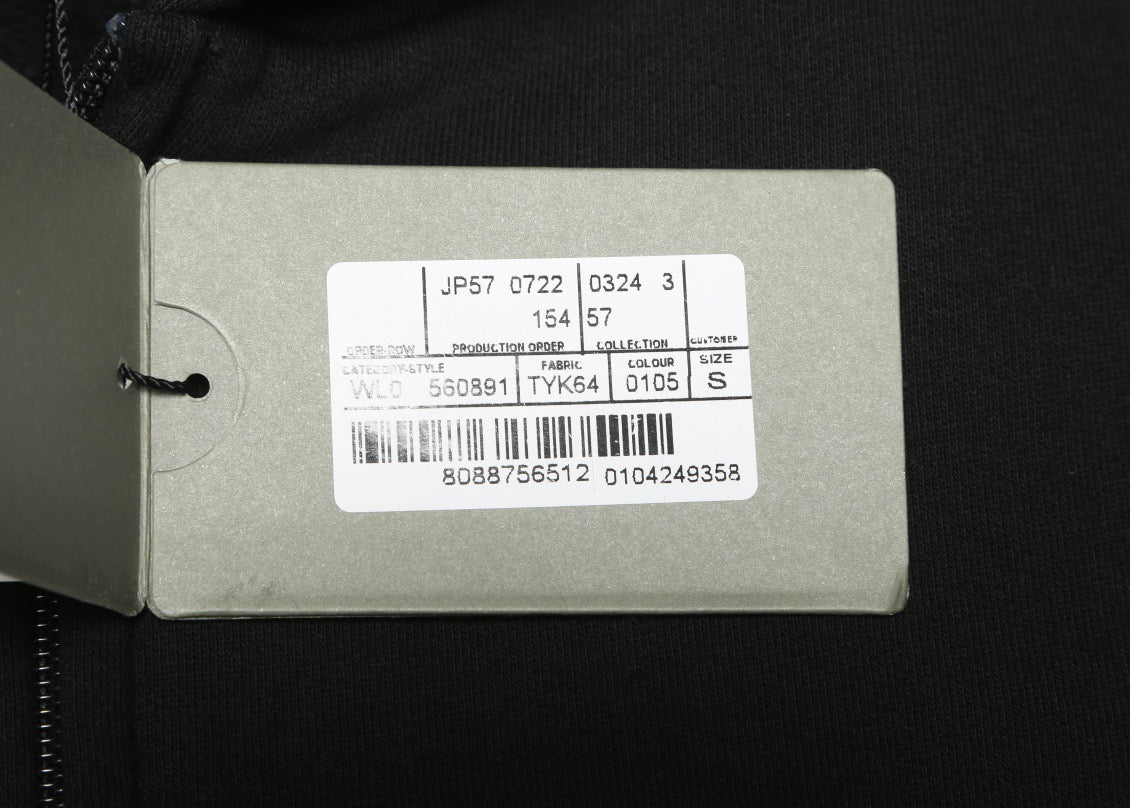 JP57 0722 0324 3
154 57
ORDER-ROW PRODUCTION ORDER COLLECTION CUSTOMER
CATEGORY-STYLE FABRIC COLOUR SIZE
WL0 560891 TYK64 0105 S
8088756512 0104249358